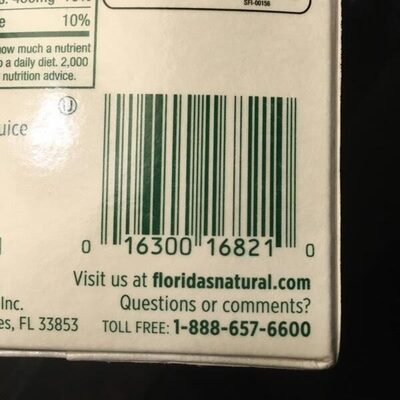 10%
how much a nutrient
a daily diet. 2,000
nutrition advice.
SFI-00156
U
uice
0 16300 16821 0
Visit us at floridasnatural.com
Inc. Questions or comments?
es, FL 33853 TOLL FREE: 1-888-657-6600